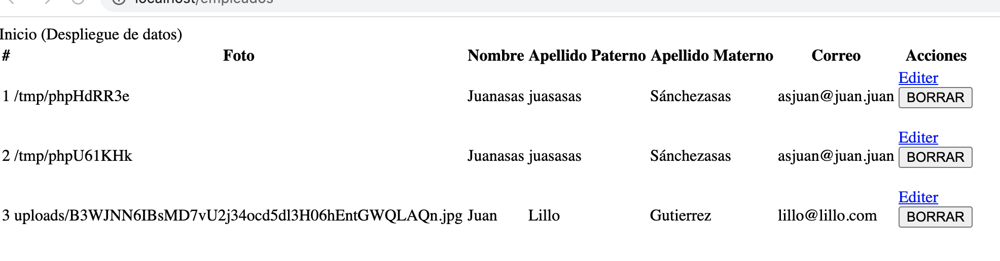 localhost/empleados
Inicio (Despliegue de datos)
# Foto Nombre Apellido Paterno Apellido Materno Correo Acciones
Editer
1 /tmp/phpHdRR3e Juanasas juasasas Sánchezasas asjuan@juan.juan BORRAR
Editer
2 /tmp/phpU61KHk Juanasas juasasas Sánchezasas asjuan@juan.juan BORRAR
Editer
3 uploads/B3WJNN6IBsMD7vU2j34ocd5dl3H06hEntGWQLAQn.jpg Juan Lillo Gutierrez lillo@lillo.com BORRAR